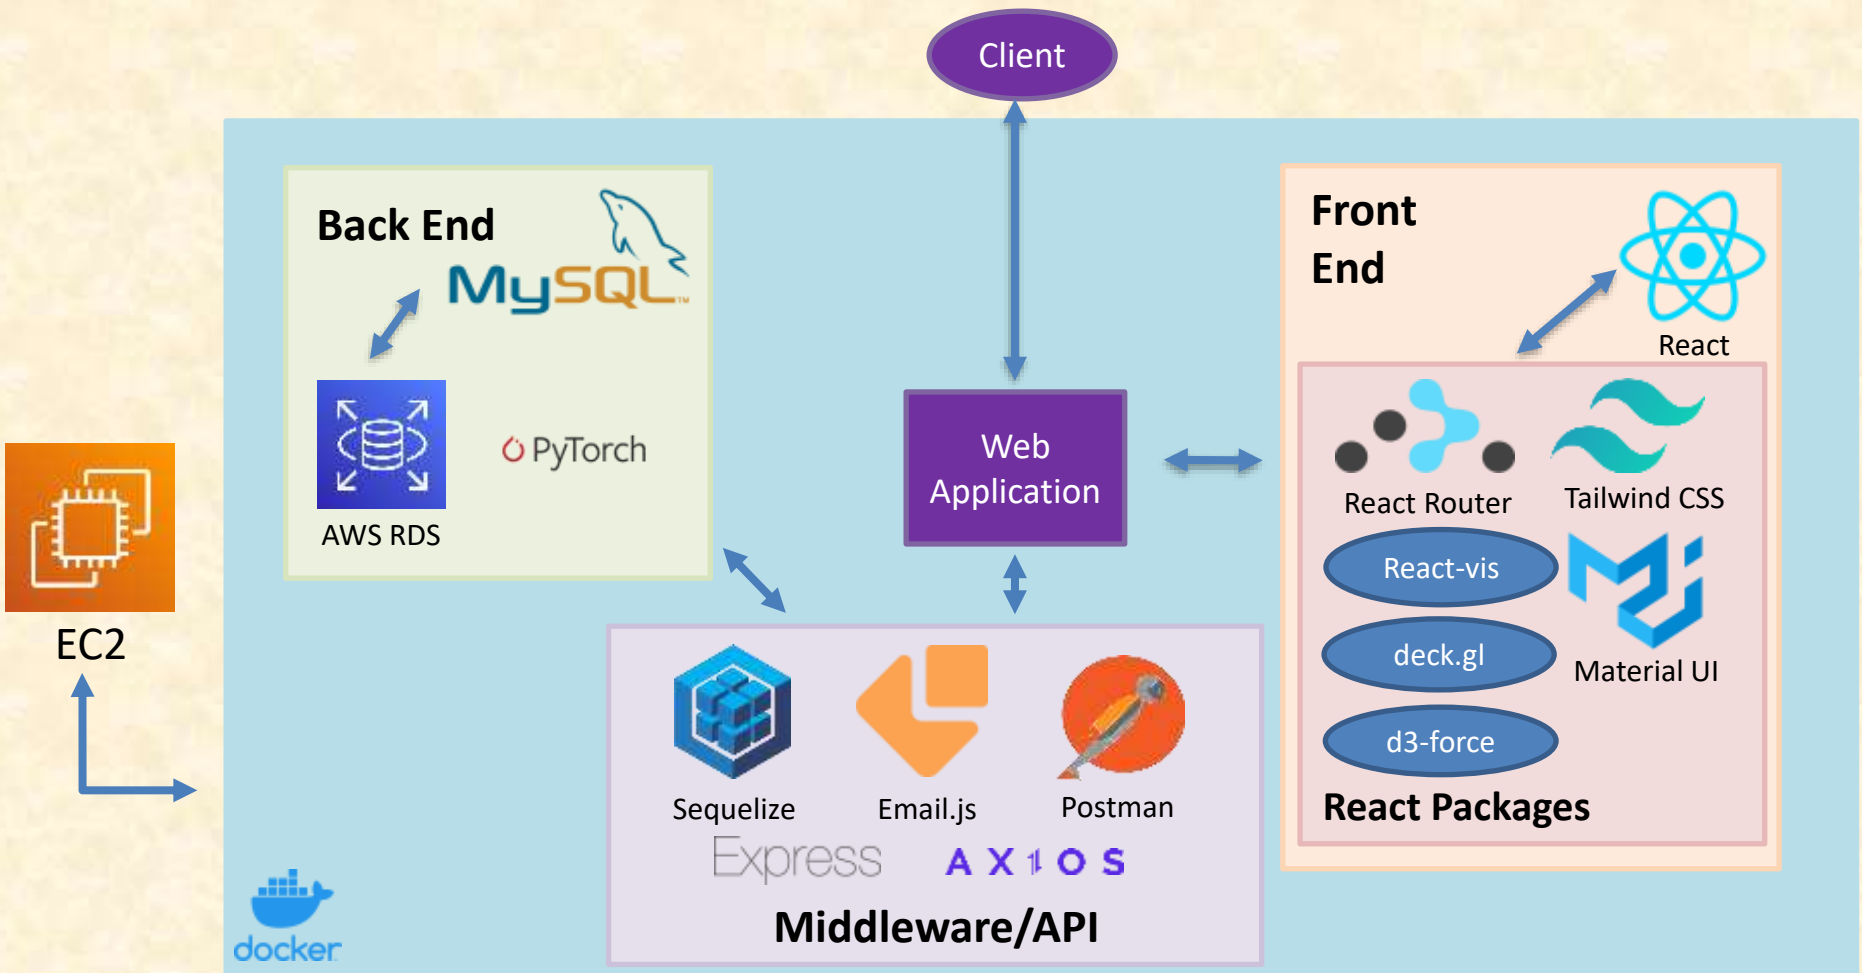 Client
Back End
MySQL
TM
AWS RDS
PyTorch
EC2
Web
Application
Front
End
React
React Router
Tailwind CSS
React-vis
deck.gl
Material UI
d3-force
React Packages
Sequelize
Email.js
Postman
Express
AXIOS
Middleware/API
docker